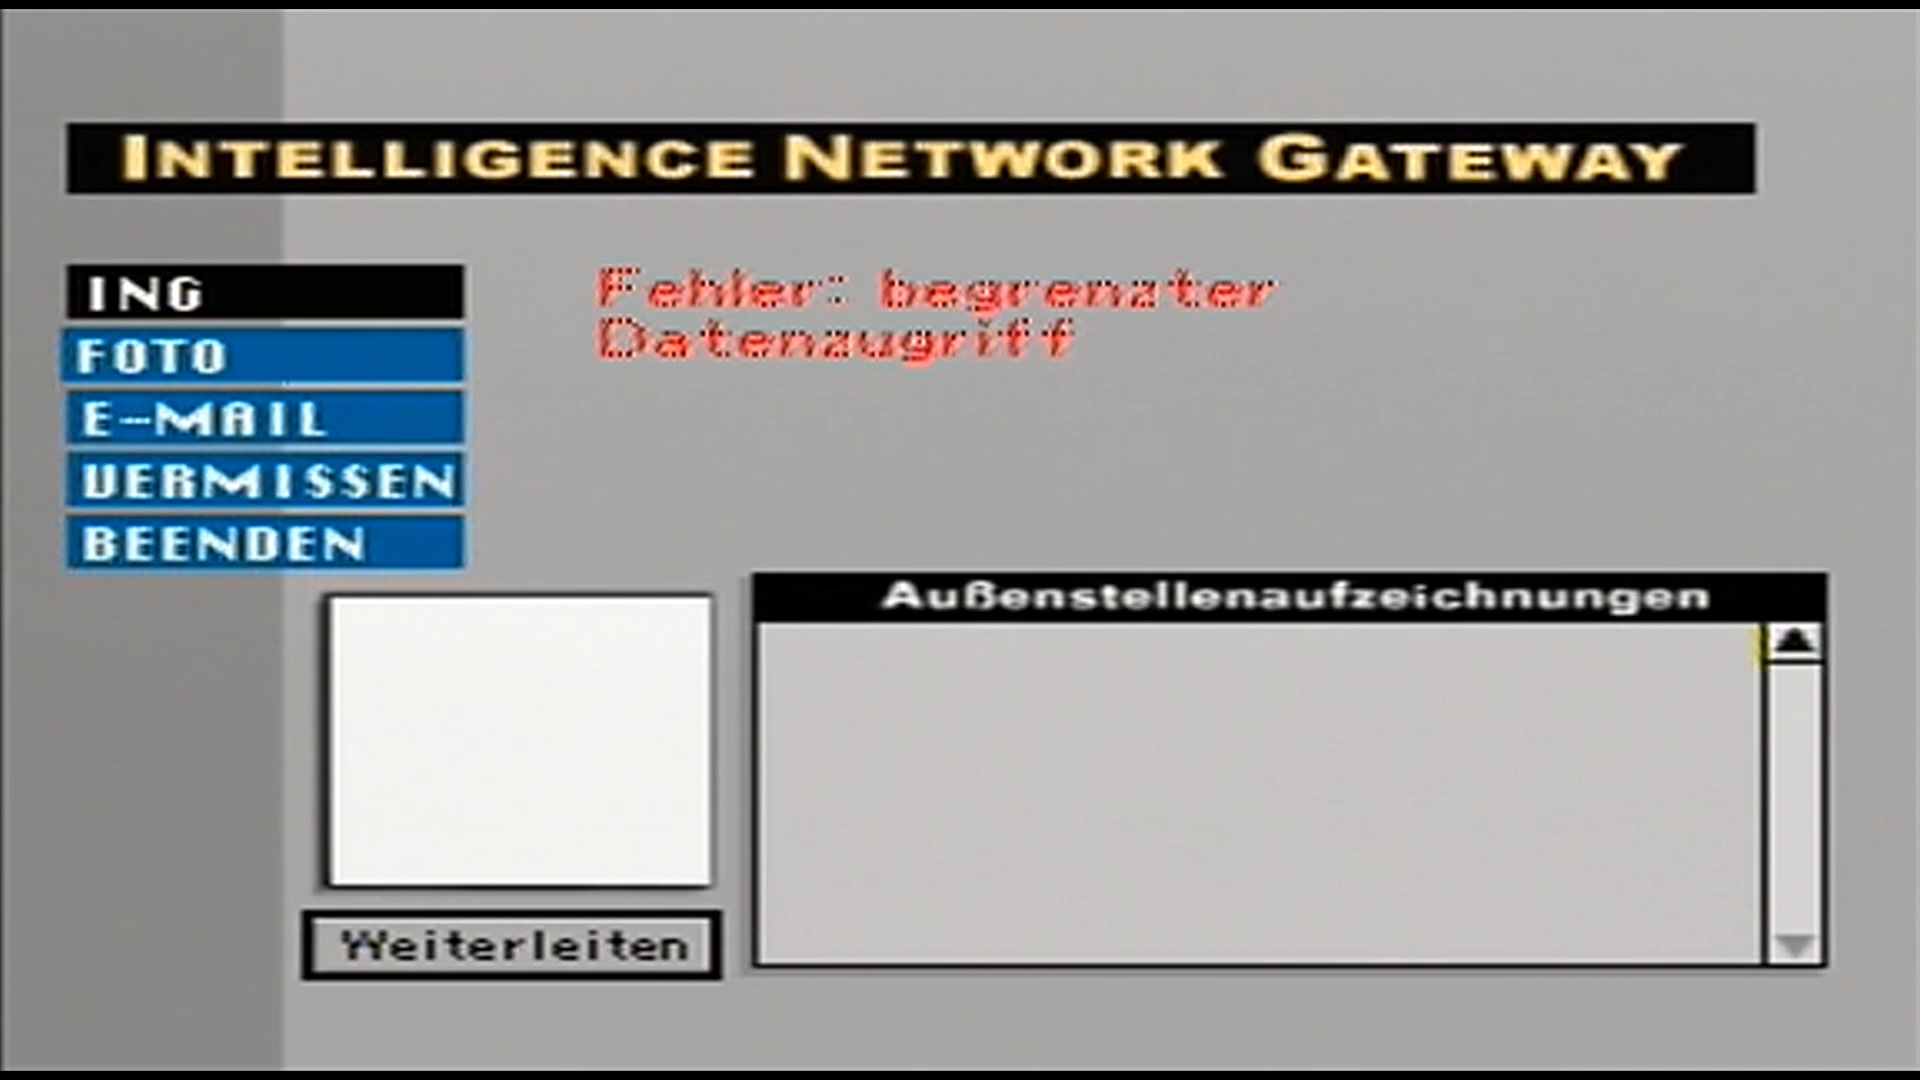 INTELLIGENCE NETWORK GATEWAY
ING
FOTO
E-MAIL
VERMISSEN
BEENDEN
Fehler: begrenzter
Datenzugriff
Außenstellenaufzeichnungen
Weiterleiten